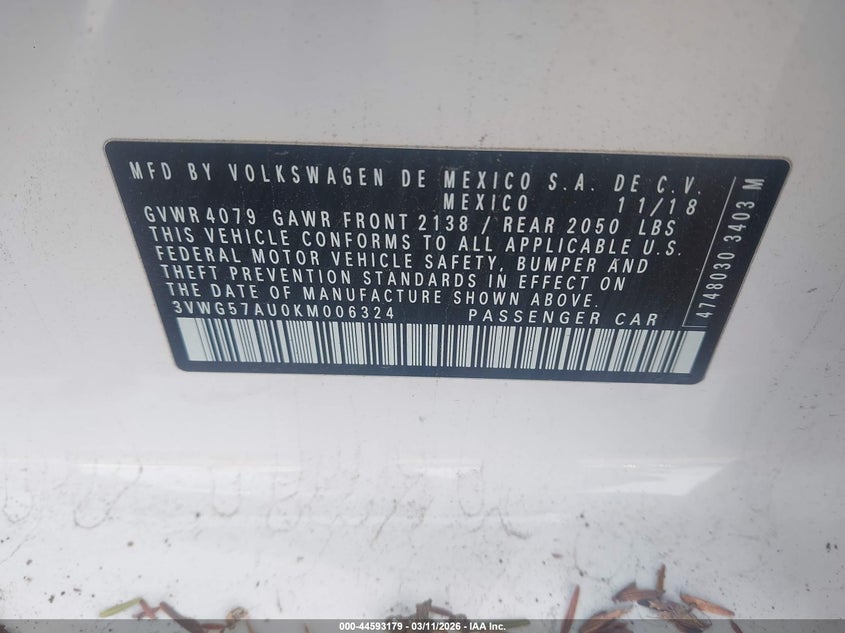 MFD BY VOLKSWAGEN DE MEXICO S.A. DE C.V.
MEXICO 11/18
GVWR 4079 GAWR FRONT 2138 / REAR 2050 LBS
THIS VEHICLE CONFORMS TO ALL APPLICABLE U.S.
FEDERAL MOTOR VEHICLE SAFETY, BUMPER AND
THEFT PREVENTION STANDARDS IN EFFECT ON
THE DATE OF MANUFACTURE SHOWN ABOVE.
3VWG57AU0KM006324 PASSENGER CAR
4748030 3403 M
000-44593179 | 03/11/2026 | IAA Inc.